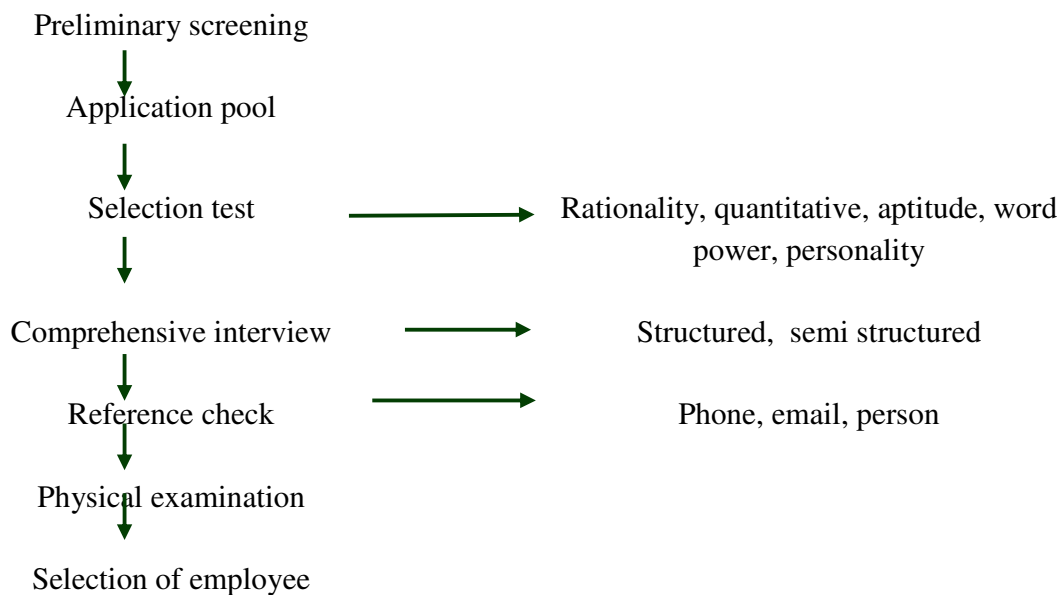 Preliminary screening
Application pool
Selection test
Rationality, quantitative, aptitude, word
power, personality
Comprehensive interview
Structured,  semi structured
Reference check
Phone, email, person
Physical examination
Selection of employee